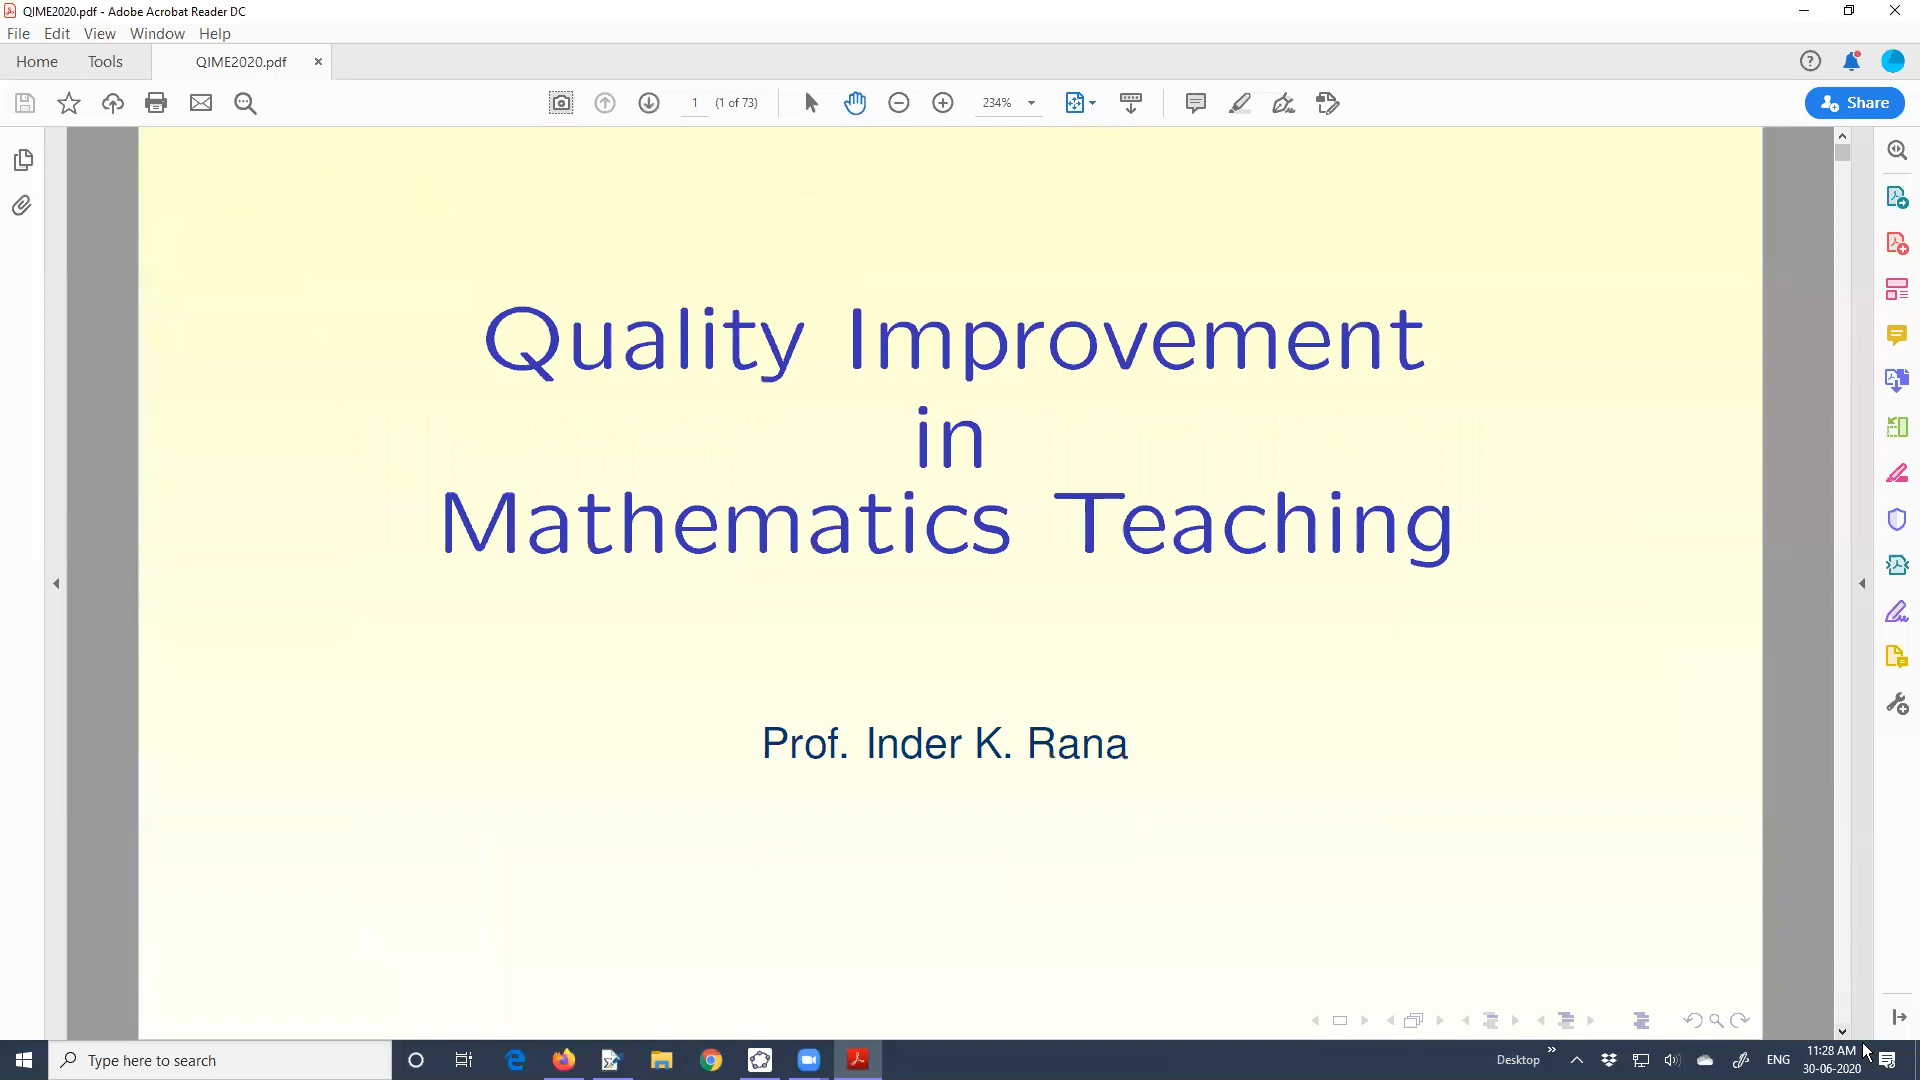 QIME2020.pdf - Adobe Acrobat Reader DC
File Edit View Window Help
Home Tools QIME2020.pdf
1 (1 of 73) 234% Share
Quality Improvement
in
Mathematics Teaching
Prof. Inder K. Rana
Type here to search
Desktop
ENG
11:28 AM
30-06-2020